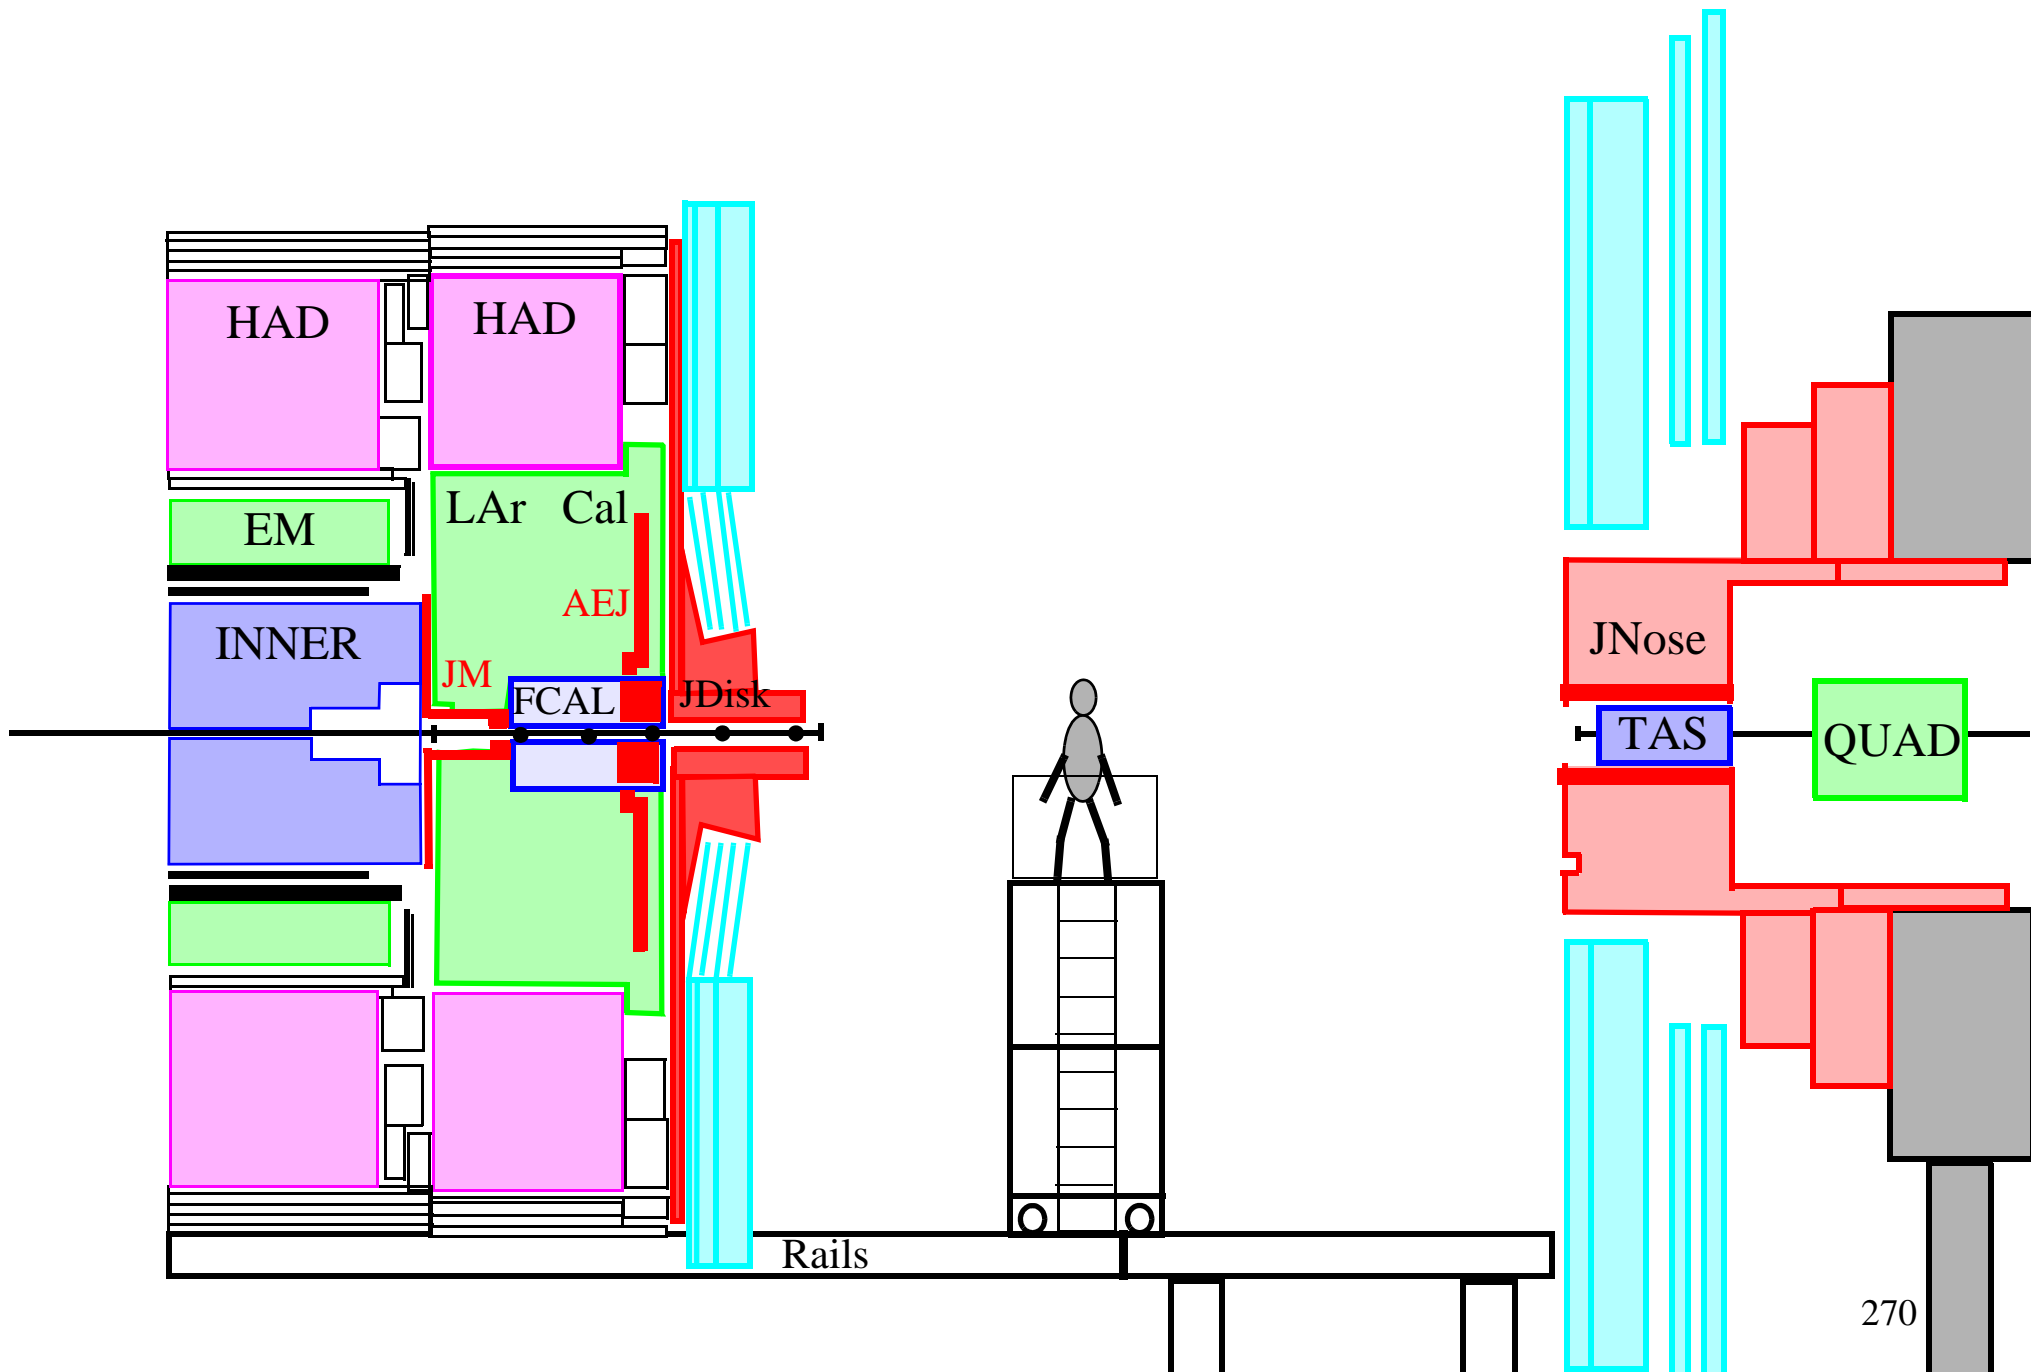 HAD
HAD
LAr Cal
EM
AEJ
INNER
JM
FCAL
JDisk
JNose
TAS
QUAD
Rails
270